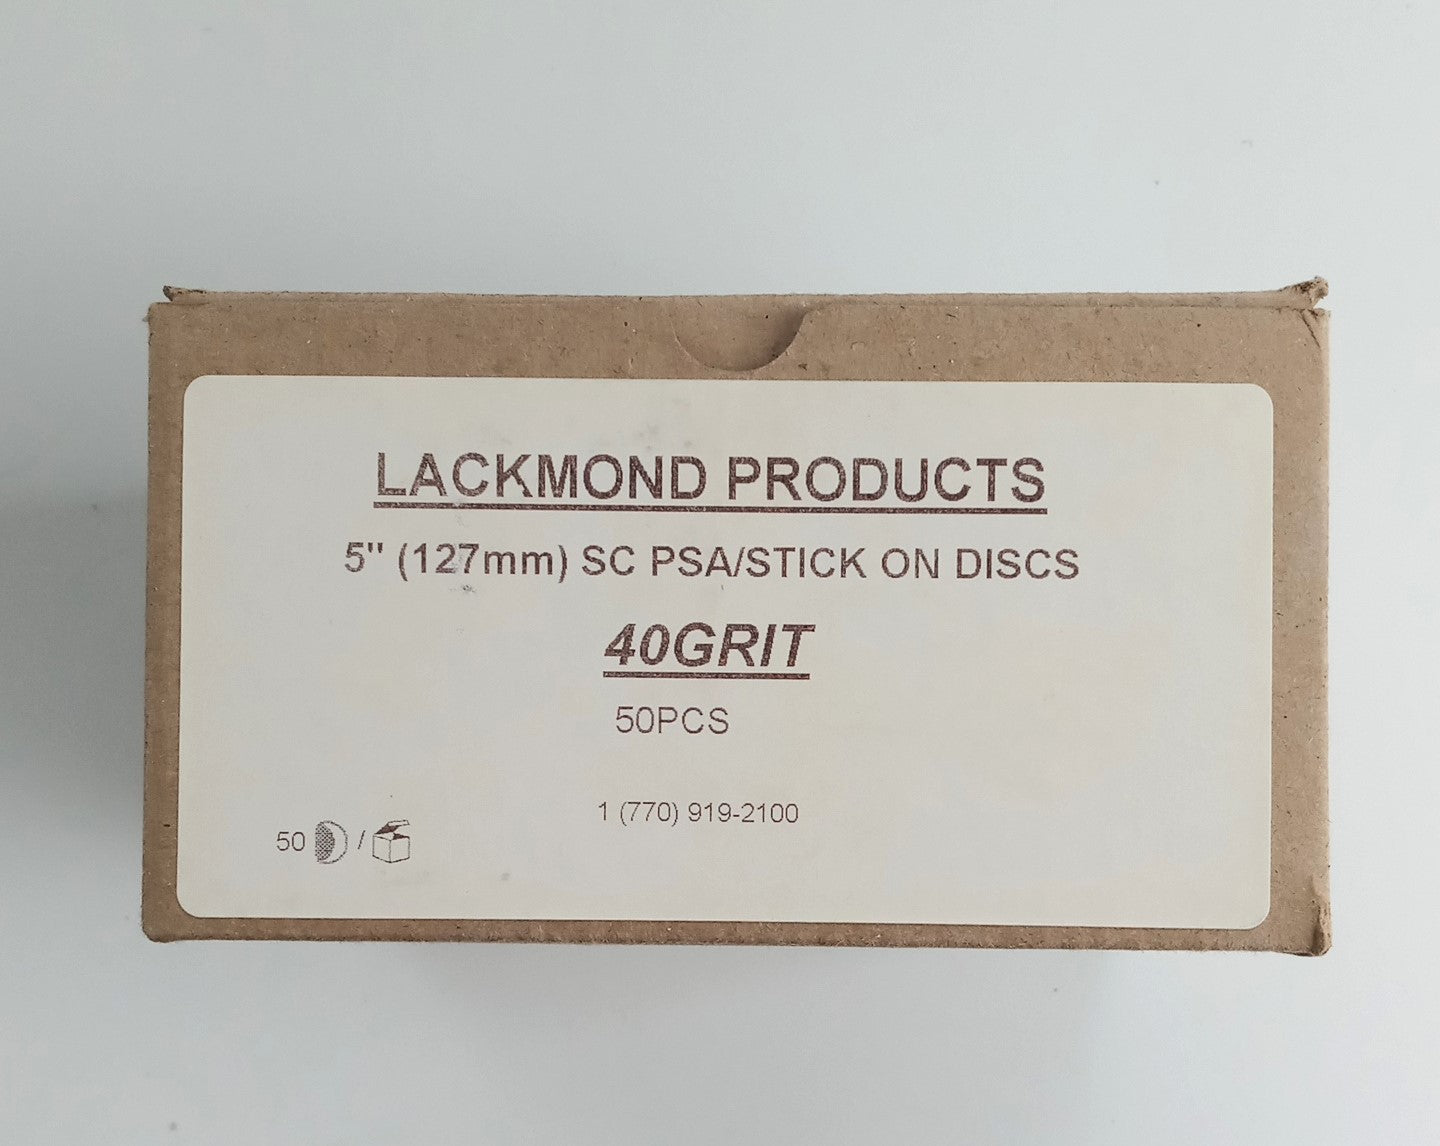 LACKMOND PRODUCTS
5" (127mm) SC PSA/STICK ON DISCS
40GRIT
50PCS
1 (770) 919-2100
50 /